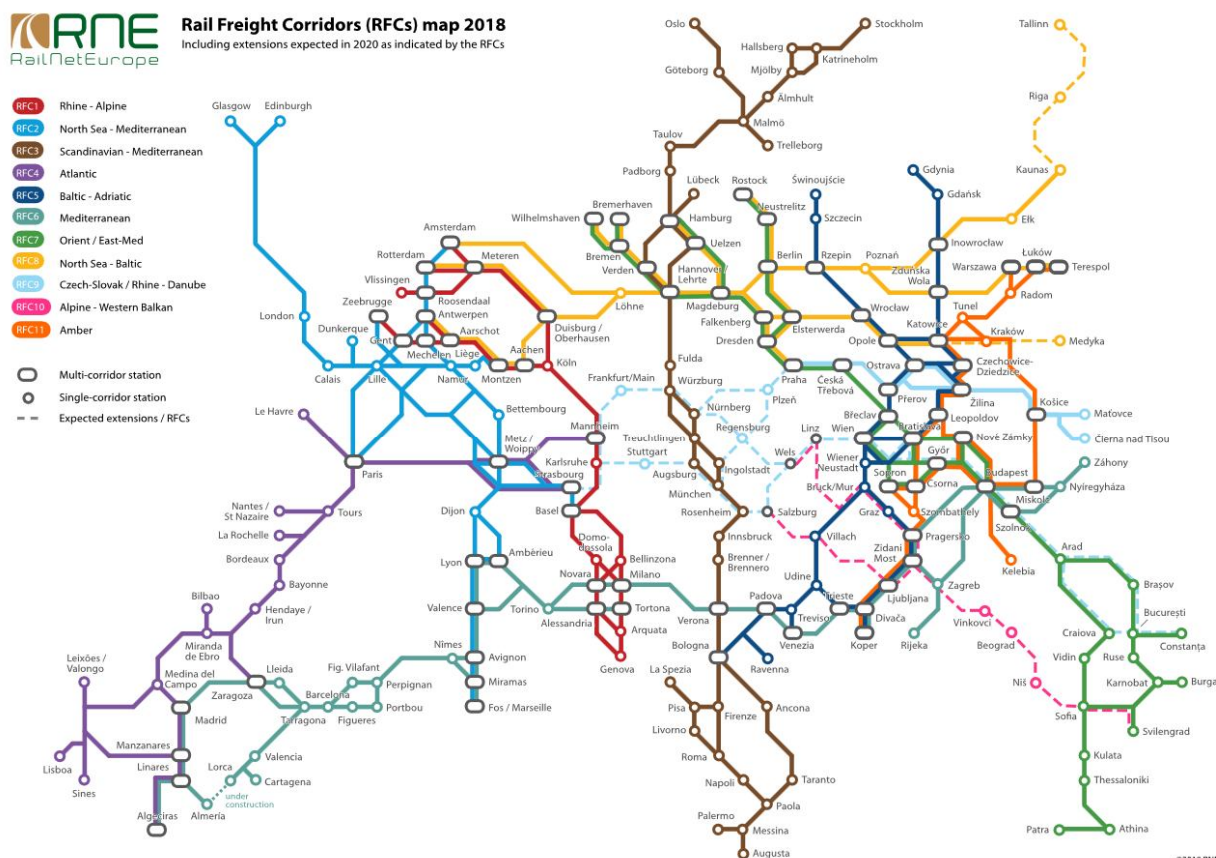 RNE
RailNetEurope
Rail Freight Corridors (RFCs) map 2018
Including extensions expected in 2020 as indicated by the RFCs
RFC1 Rhine - Alpine
RFC2 North Sea - Mediterranean
RFC3 Scandinavian - Mediterranean
RFC4 Atlantic
RFC5 Baltic - Adriatic
RFC6 Mediterranean
RFC7 Orient / East-Med
RFC8 North Sea - Baltic
RFC9 Czech-Slovak / Rhine - Danube
RFC10 Alpine - Western Balkan
RFC11 Amber
Multi-corridor station
Single-corridor station
Expected extensions / RFCs
Oslo
Stockholm
Tallinn
Hallsberg
Katrineholm
Göteborg
Mjölby
Riga
Älmhult
Glasgow
Edinburgh
Malmö
Taulov
Trelleborg
Padborg
Kaunas
Gdynia
Lübeck
Rostock
Świnoujście
Gdańsk
Wilhelmshaven
Bremerhaven
Hamburg
Neustrelitz
Szczecin
Ełk
Amsterdam
Uelzen
Inowrocław
Bremen
Verden
Rotterdam
Meteren
Hannover /
Lehrte
Berlin
Rzepin
Poznań
Zduńska
Wola
Warszawa
Łuków
Terespol
Vlissingen
Roosendaal
Löhne
Magdeburg
Radom
Zeebrugge
Antwerpen
Duisburg /
Oberhausen
Falkenberg
Elsterwerda
Wrocław
Tunel
London
Dunkerque
Gent
Mechelen
Aarschot
Liège
Aachen
Dresden
Opole
Katowice
Kraków
Medyka
Calais
Lille
Namur
Montzen
Köln
Fulda
Praha
Česká
Třebová
Ostrava
Czechowice-
Dziedzice
Frankfurt/Main
Würzburg
Plzeň
Přerov
Žilina
Le Havre
Bettembourg
Nürnberg
Břeclav
Leopoldov
Košice
Maťovce
Mannheim
Treuchtlingen
Regensburg
Linz
Wien
Bratislava
Nové Zámky
Čierna nad Tisou
Metz /
Woippy
Stuttgart
Paris
Strasbourg
Karlsruhe
Augsburg
Ingolstadt
Wels
Wiener
Neustadt
Sopron
Győr
Csorna
Budapest
Miskolc
Záhony
Nyíregyháza
München
Bruck/Mur
Nantes /
St Nazaire
Tours
Dijon
Basel
Rosenheim
Salzburg
Graz
Szombathely
Szolnok
La Rochelle
Domo-
dossola
Innsbruck
Villach
Pragersko
Bordeaux
Lyon
Ambérieu
Bellinzona
Brenner /
Brennero
Zidani
Most
Kelebia
Arad
Bayonne
Novara
Milano
Udine
Zagreb
Brașov
Bilbao
Hendaye /
Irun
Valence
Torino
Alessandria
Tortona
Verona
Padova
Treviso
Trieste
Divača
Ljubljana
Vinkovci
București
Miranda
de Ebro
Arquata
Venezia
Koper
Rijeka
Beograd
Craiova
Constanța
Leixões /
Valongo
Nîmes
Avignon
Genova
Bologna
Ravenna
Vidin
Ruse
Medina del
Campo
Lleida
Fig. Vilafant
Perpignan
Miramas
La Spezia
Niš
Karnobat
Burga
Zaragoza
Barcelona
Madrid
Tarragona
Figueres
Portbou
Fos / Marseille
Pisa
Firenze
Ancona
Sofia
Svilengrad
Livorno
Manzanares
Lisboa
Linares
Valencia
Roma
Kulata
Sines
Lorca
Cartagena
Napoli
Taranto
Thessaloniki
under
construction
Algeciras
Almería
Paola
Palermo
Messina
Patra
Athina
Augusta